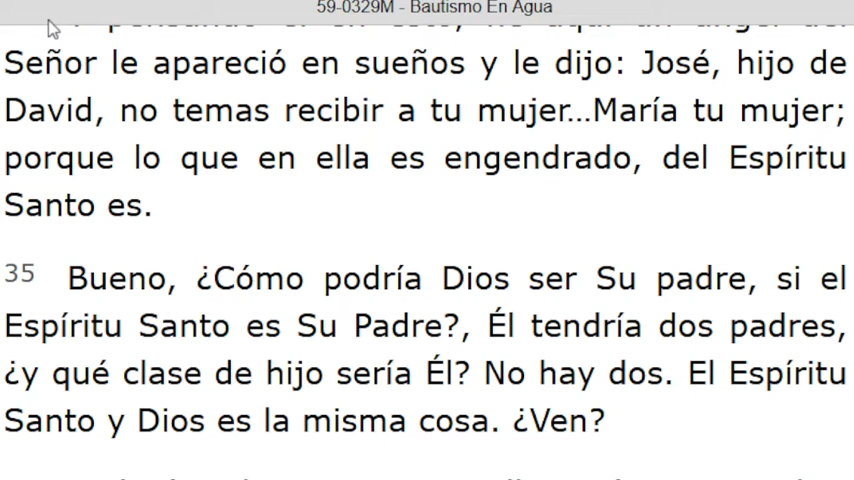 59-0329M - Bautismo En Agua
Señor le apareció en sueños y le dijo: José, hijo de
David, no temas recibir a tu mujer...María tu mujer;
porque lo que en ella es engendrado, del Espíritu
Santo es.
35 Bueno, ¿Cómo podría Dios ser Su padre, si el
Espíritu Santo es Su Padre?, Él tendría dos padres,
¿y qué clase de hijo sería Él? No hay dos. El Espíritu
Santo y Dios es la misma cosa. ¿Ven?